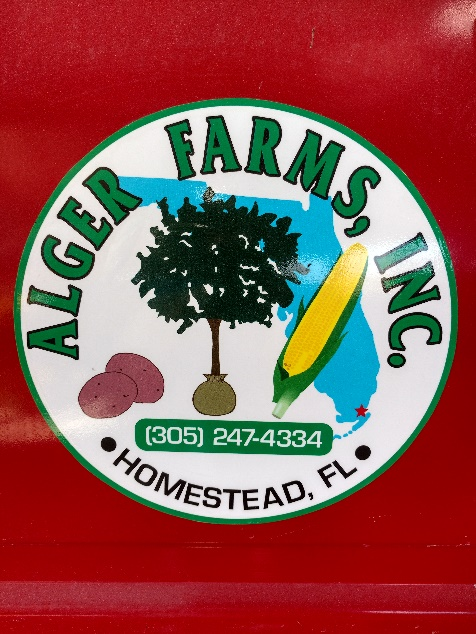 ALGER FARMS, INC.
(305) 247-4334
• HOMESTEAD, FL •